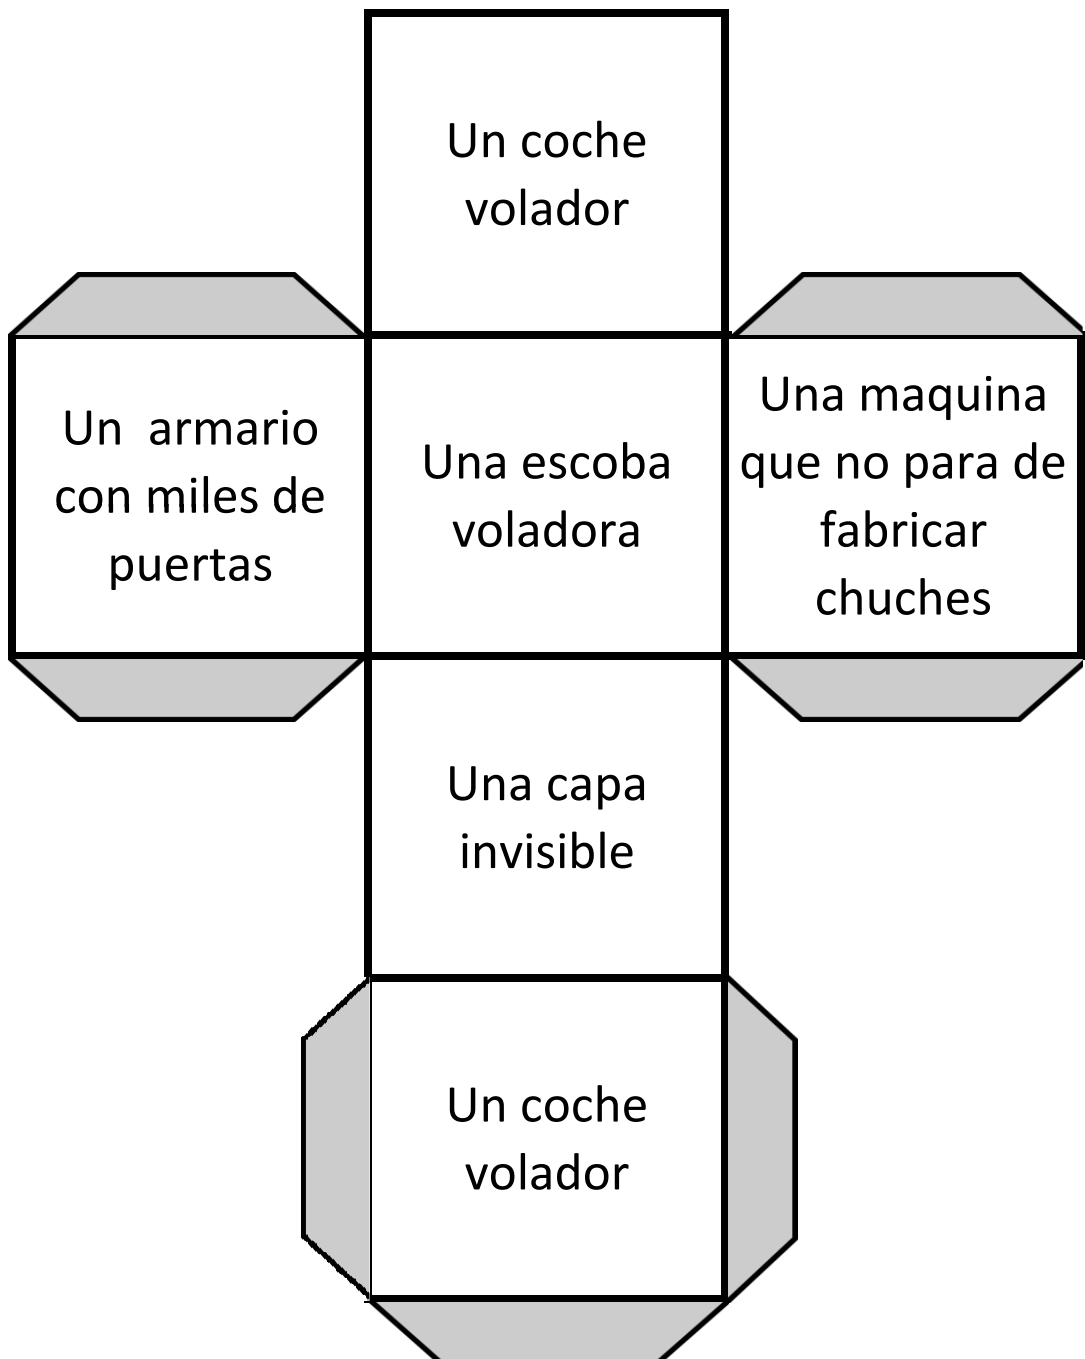 Un coche
volador
Un  armario
con miles de
puertas
Una escoba
voladora
Una maquina
que no para de
fabricar
chuches
Una capa
invisible
Un coche
volador